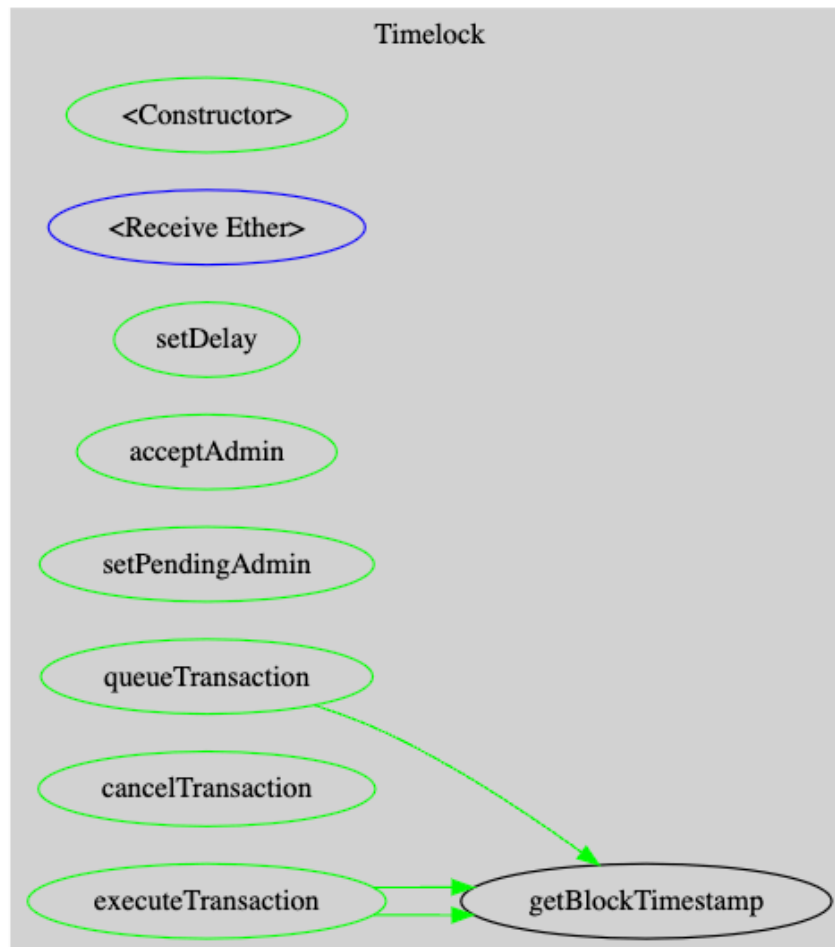 Timelock
<Constructor>
<Receive Ether>
setDelay
acceptAdmin
setPendingAdmin
queueTransaction
cancelTransaction
executeTransaction
getBlockTimestamp